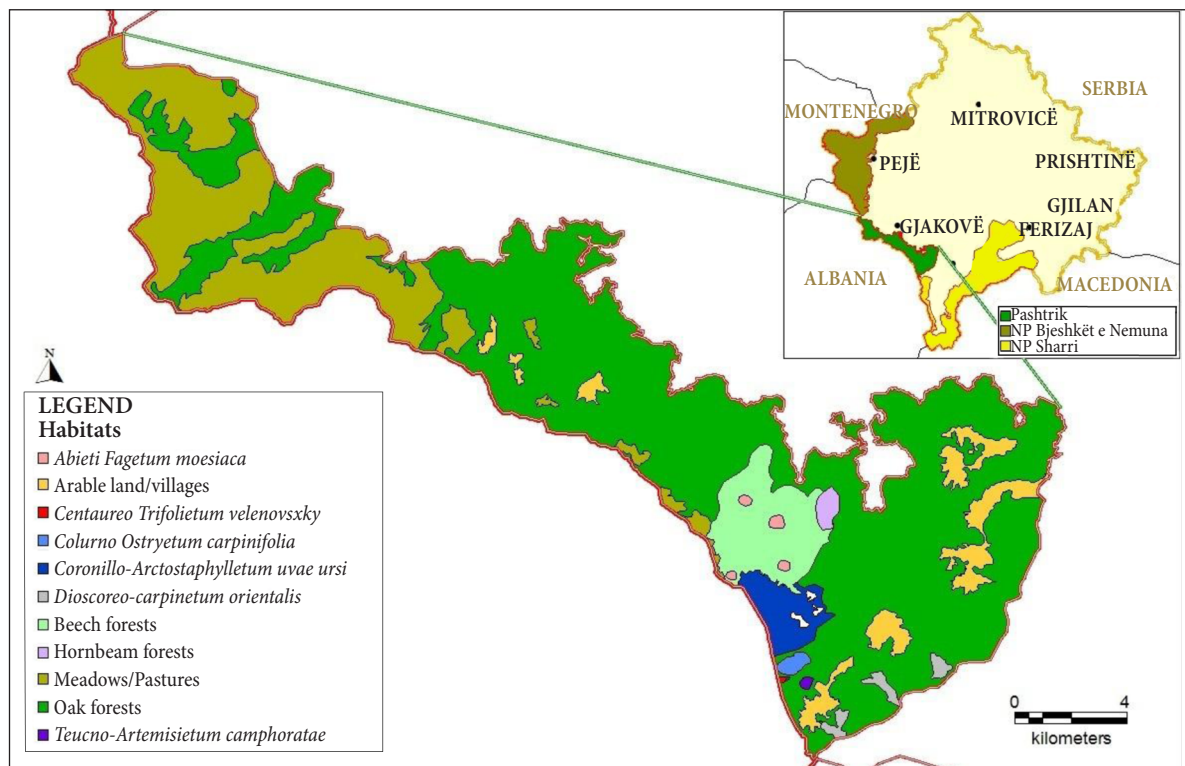 MONTENEGRO
SERBIA
MITROVICË
PEJË
PRISHTINË
GJILAN
GJAKOVË
PERIZAJ
ALBANIA
MACEDONIA
Pashtrik
NP Bjeshkët e Nemuna
NP Sharri
N
LEGEND
Habitats
Abieti Fagetum moesiaca
Arable land/villages
Centaureo Trifolietum velenovsxky
Colurno Ostryetum carpinifolia
Coronillo-Arctostaphylletum uvae ursi
Dioscoreo-carpinetum orientalis
Beech forests
Hornbeam forests
Meadows/Pastures
Oak forests
Teucno-Artemisietum camphoratae
0 4
kilometers